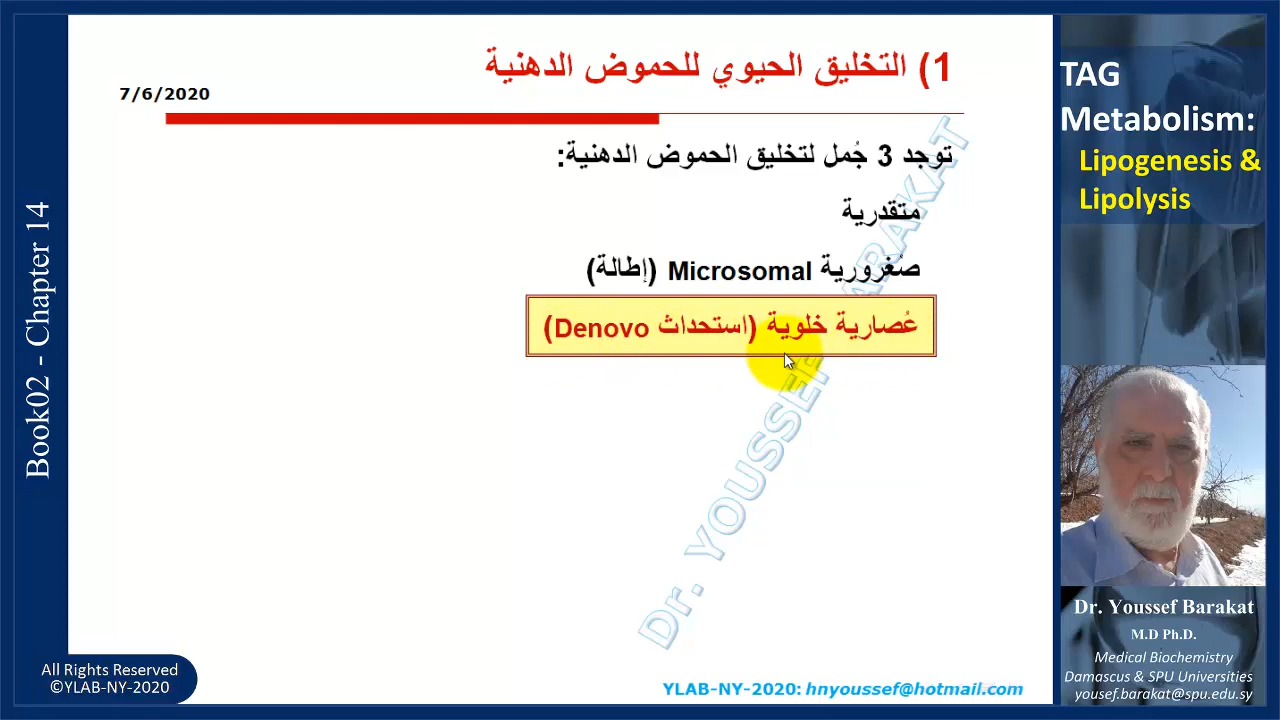 1) التخليق الحيوي للحموض الدهنية
7/6/2020
توجد 3 جُمل لتخليق الحموض الدهنية:
متقدرية
صُغرورية Microsomal (إطالة)
عُصارية خلوية (استحداث Denovo)
Dr. YOUSSEF BARAKAT
Book02 - Chapter 14
All Rights Reserved
©YLAB-NY-2020
YLAB-NY-2020: hnyoussef@hotmail.com
TAG
Metabolism:
Lipogenesis &
Lipolysis
Dr. Youssef Barakat
M.D Ph.D.
Medical Biochemistry
Damascus & SPU Universities
yousef.barakat@spu.edu.sy